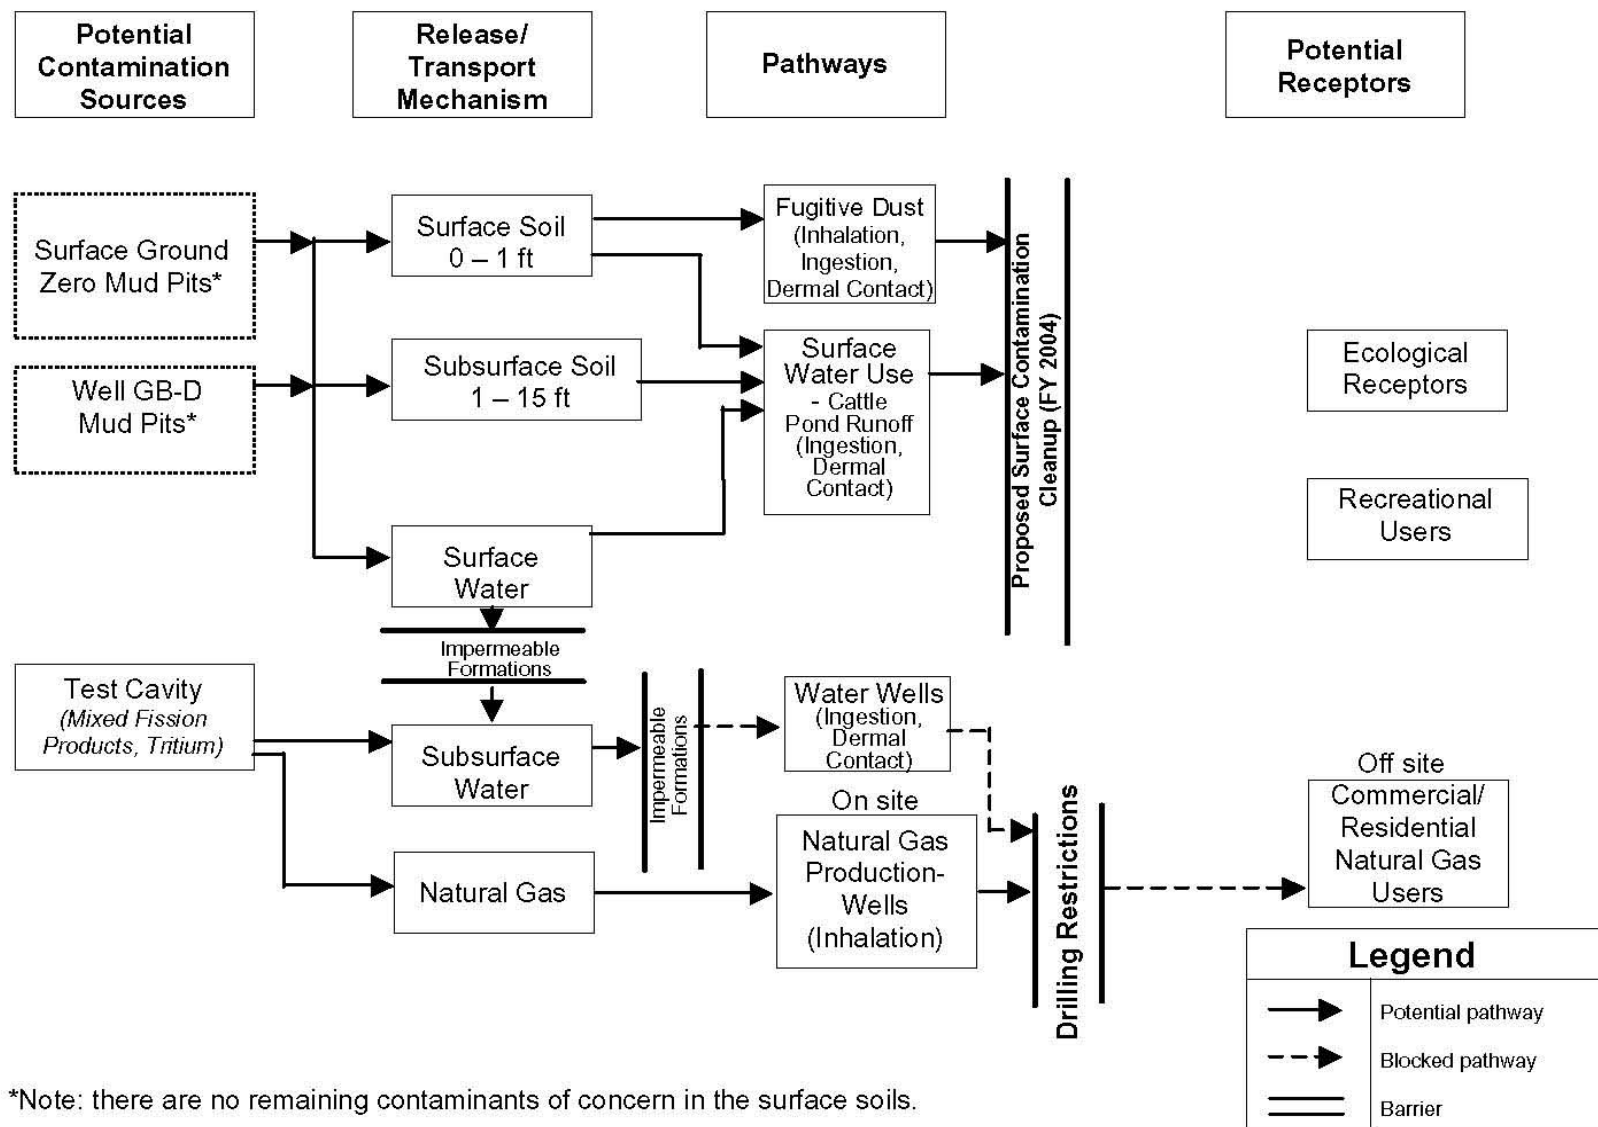 Potential
Contamination
Sources
Release/
Transport
Mechanism
Pathways
Potential
Receptors
Surface Ground
Zero Mud Pits*
Well GB-D
Mud Pits*
Surface Soil
0 – 1 ft
Subsurface Soil
1 – 15 ft
Surface
Water
Fugitive Dust
(Inhalation,
Ingestion,
Dermal Contact)
Surface
Water Use
- Cattle
Pond Runoff
(Ingestion,
Dermal
Contact)
Proposed Surface Contamination
Cleanup (FY 2004)
Ecological
Receptors
Recreational
Users
Impermeable
Formations
Test Cavity
(Mixed Fission
Products, Tritium)
Subsurface
Water
Natural Gas
Impermeable
Formations
Water Wells
(Ingestion,
Dermal
Contact)
On site
Natural Gas
Production-
Wells
(Inhalation)
Drilling Restrictions
Off site
Commercial/
Residential
Natural Gas
Users
Legend
Potential pathway
Blocked pathway
Barrier
*Note: there are no remaining contaminants of concern in the surface soils.